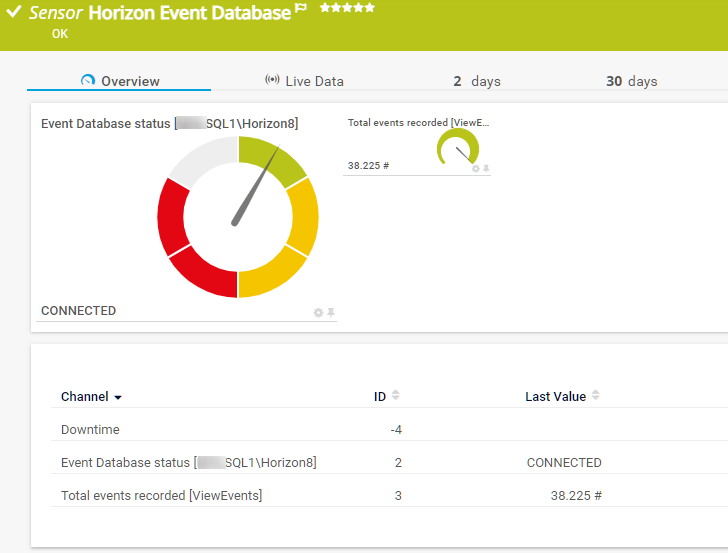 Sensor Horizon Event Database
OK
Overview
Live Data
2 days
30 days
Event Database status [ SQL1\Horizon8]
Total events recorded [ViewE...
38.225 #
CONNECTED
Channel ID Last Value
Downtime -4
Event Database status [ SQL1\Horizon8] 2 CONNECTED
Total events recorded [ViewEvents] 3 38.225 #